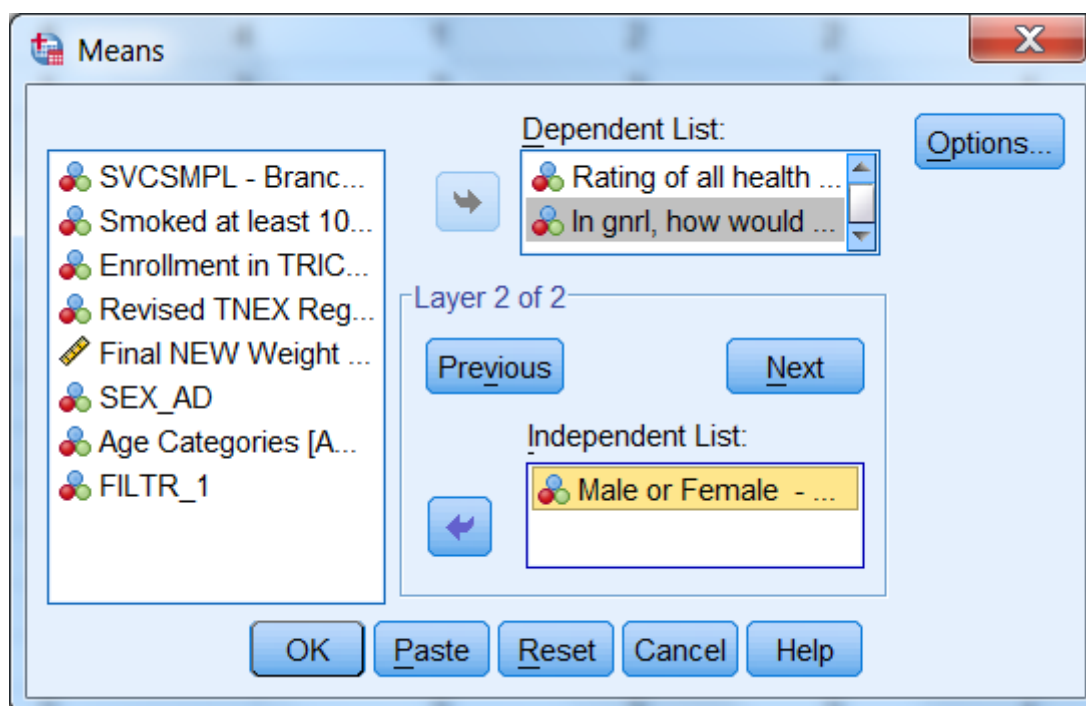 Means
Dependent List:
Options...
SVCSMPL - Branc...
Smoked at least 10...
Enrollment in TRIC...
Revised TNEX Reg...
Final NEW Weight ...
SEX_AD
Age Categories [A...
FILTR_1
Rating of all health ...
In gnrl, how would ...
Layer 2 of 2
Previous
Next
Independent List:
Male or Female - ...
OK Paste Reset Cancel Help